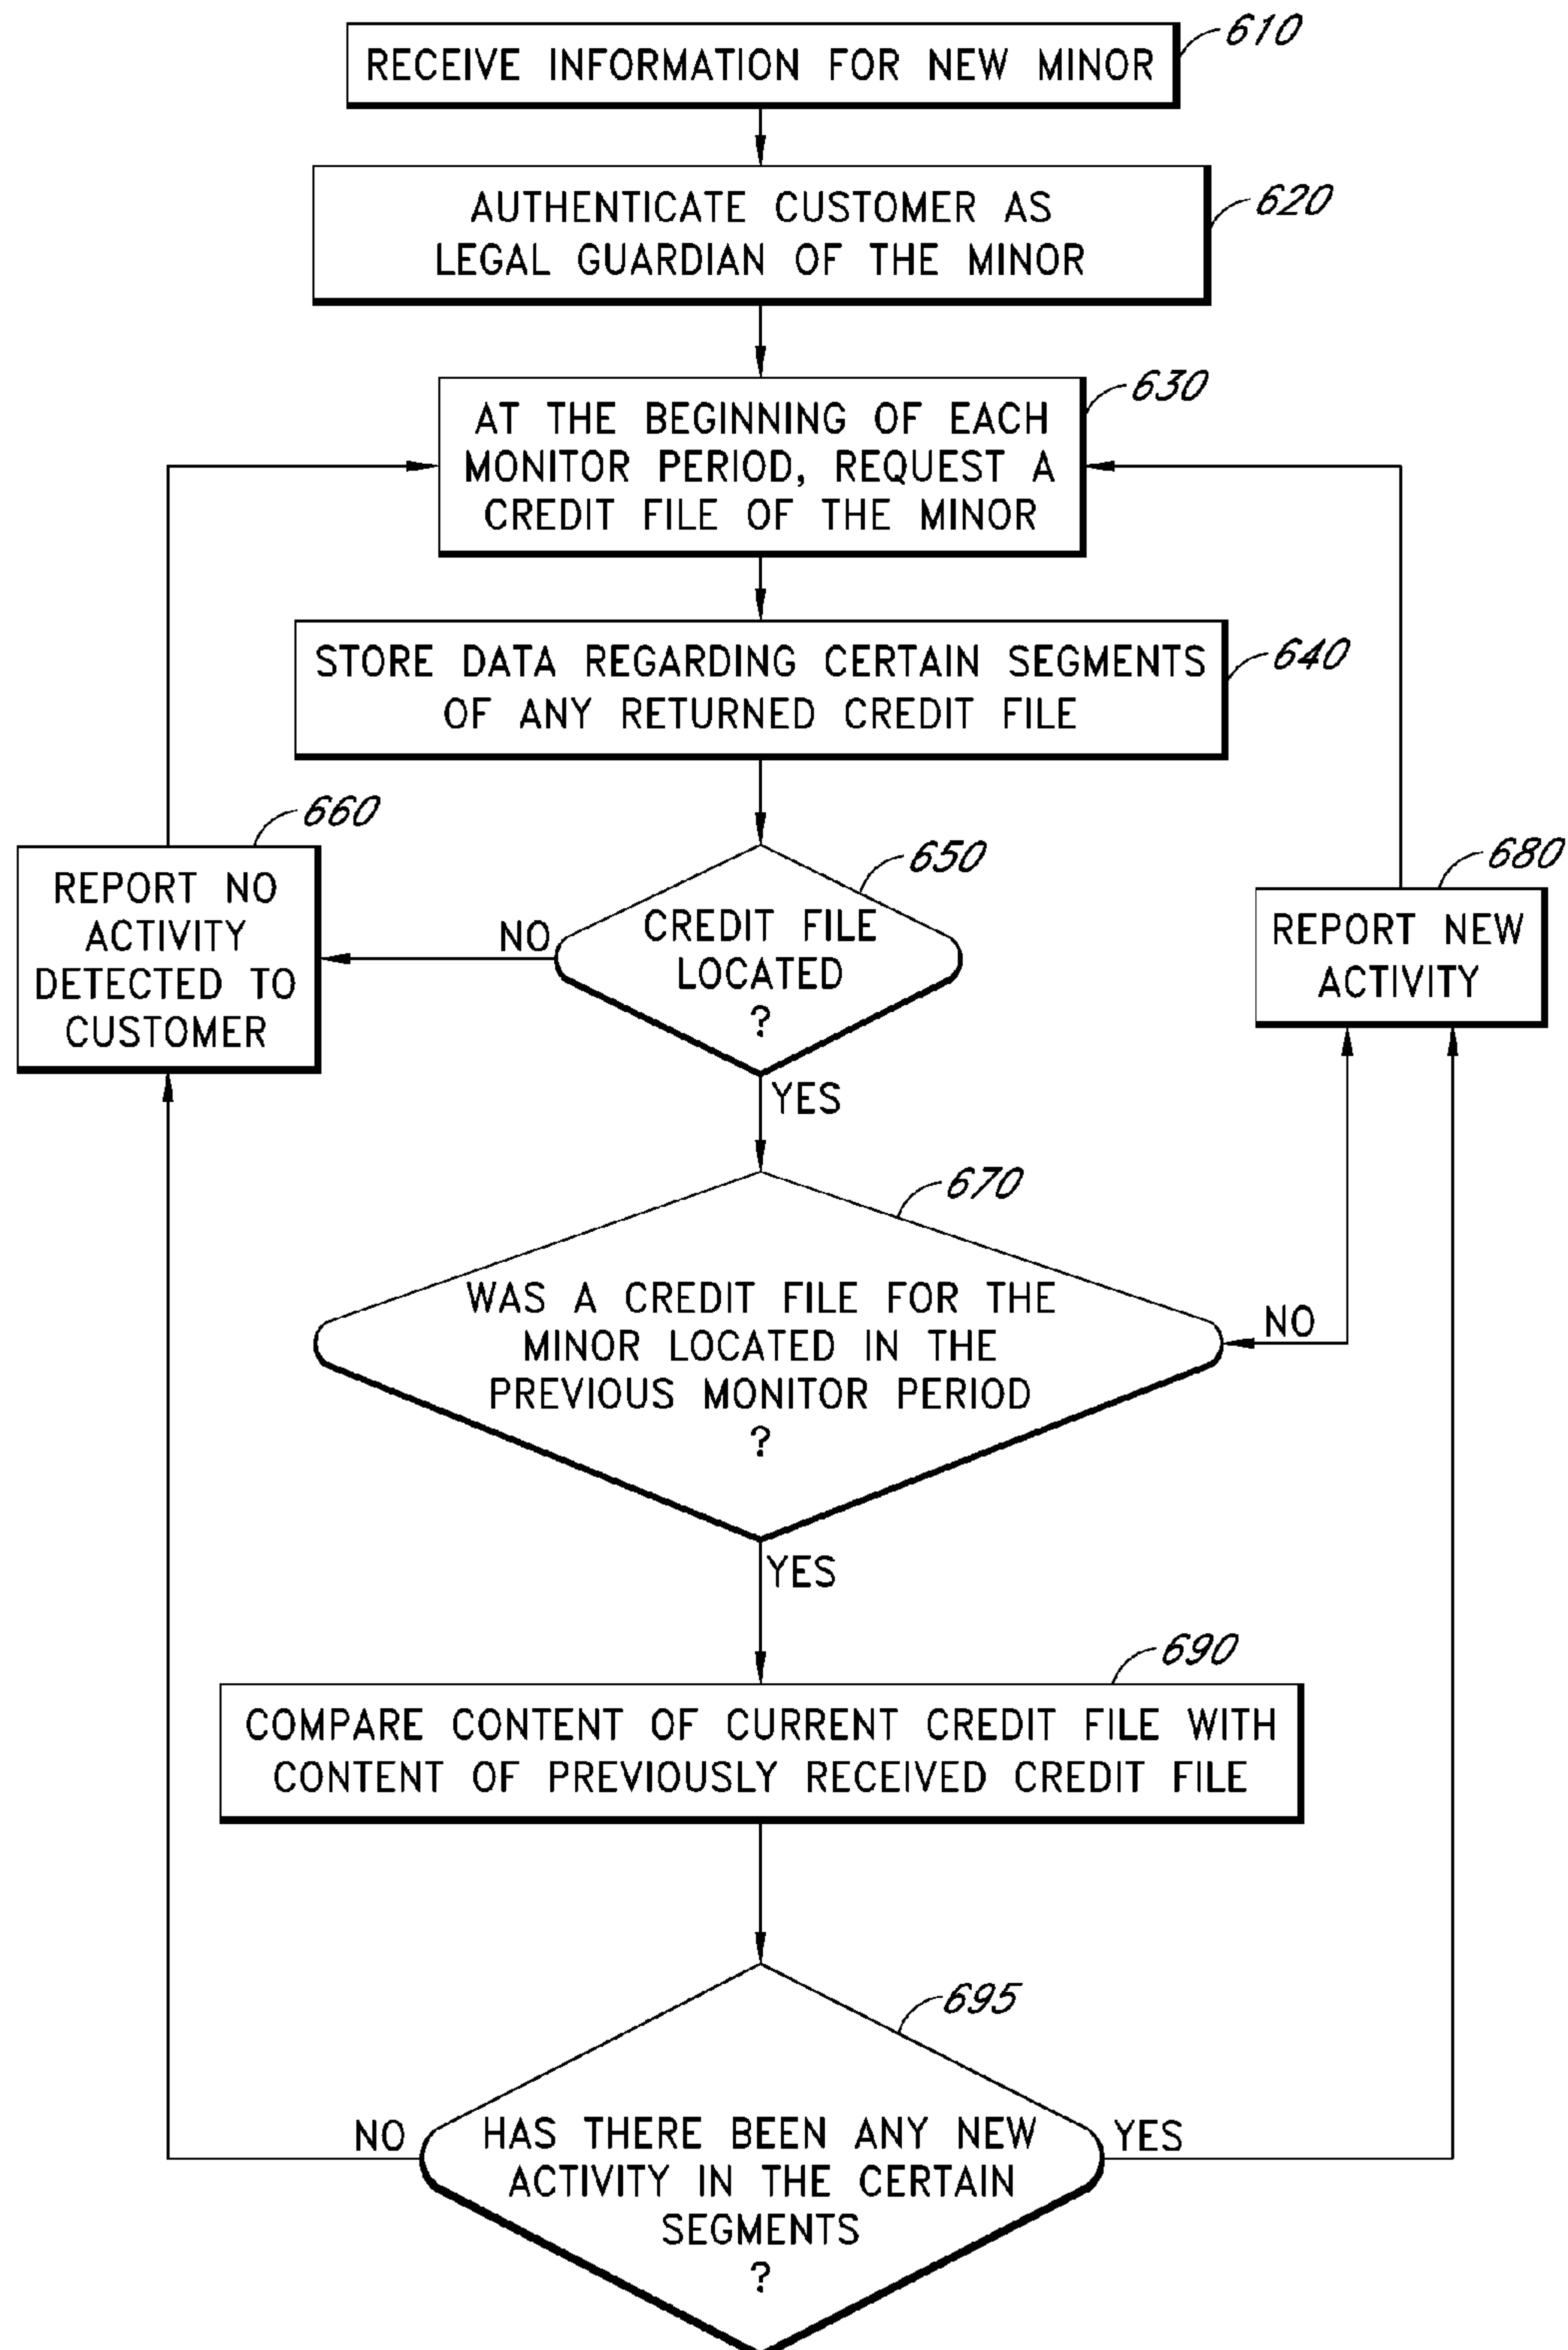 610
RECEIVE INFORMATION FOR NEW MINOR
620
AUTHENTICATE CUSTOMER AS
LEGAL GUARDIAN OF THE MINOR
630
AT THE BEGINNING OF EACH
MONITOR PERIOD, REQUEST A
CREDIT FILE OF THE MINOR
640
STORE DATA REGARDING CERTAIN SEGMENTS
OF ANY RETURNED CREDIT FILE
660
REPORT NO
ACTIVITY
DETECTED TO
CUSTOMER
NO
650
CREDIT FILE
LOCATED
?
YES
680
REPORT NEW
ACTIVITY
670
WAS A CREDIT FILE FOR THE
MINOR LOCATED IN THE
PREVIOUS MONITOR PERIOD
?
NO
YES
690
COMPARE CONTENT OF CURRENT CREDIT FILE WITH
CONTENT OF PREVIOUSLY RECEIVED CREDIT FILE
695
NO
HAS THERE BEEN ANY NEW
ACTIVITY IN THE CERTAIN
SEGMENTS
?
YES